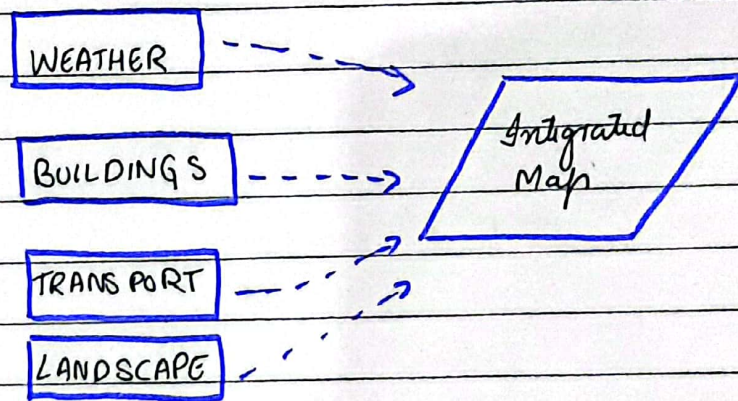 WEATHER
BUILDINGS
TRANSPORT
LANDSCAPE
Integrated
Map